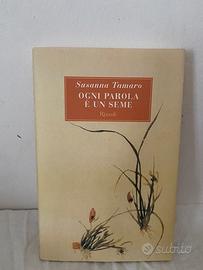 Susanna Tamaro
OGNI PAROLA
È UN SEME
Rizzoli
subito